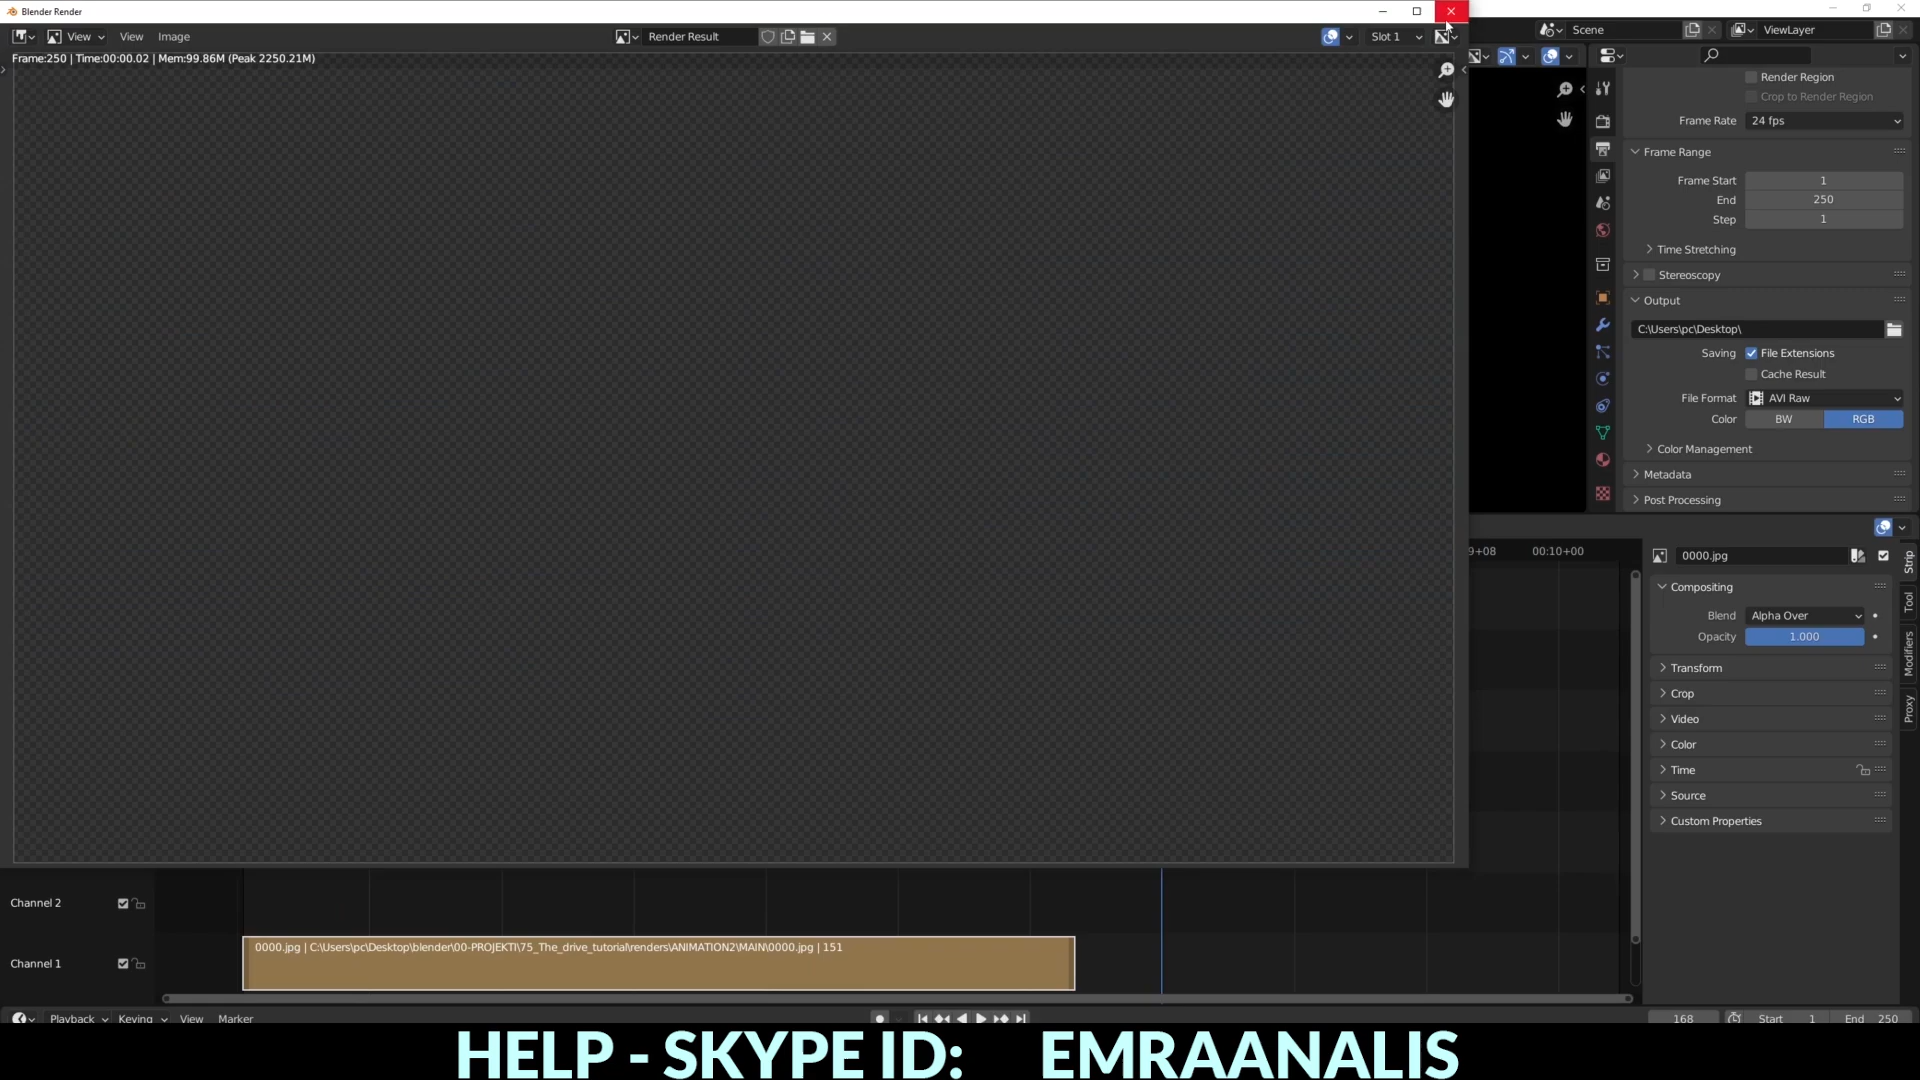 Blender Render
View View Image Render Result Slot 1
Scene ViewLayer
Frame:250 | Time:00:00.02 | Mem:99.86M (Peak 2250.21M)
Render Region
Crop to Render Region
Frame Rate 24 fps
Frame Range
Frame Start 1
End 250
Step 1
Time Stretching
Stereoscopy
Output
C:\Users\pc\Desktop\
Saving File Extensions
Cache Result
File Format AVI Raw
Color BW RGB
Color Management
Metadata
Post Processing
9+08 00:10+00
0000.jpg
Strip
Tool
Modifiers
Proxy
Compositing
Blend Alpha Over
Opacity 1.000
Transform
Crop
Video
Color
Time
Source
Custom Properties
Channel 2
0000.jpg | C:\Users\pc\Desktop\blender\00-PROJEKTI\75_The_drive_tutorial\renders\ANIMATION2\MAIN\0000.jpg | 151
Channel 1
Playback Keying View Marker 168 Start 1 End 250
HELP - SKYPE ID: EMRAANALIS